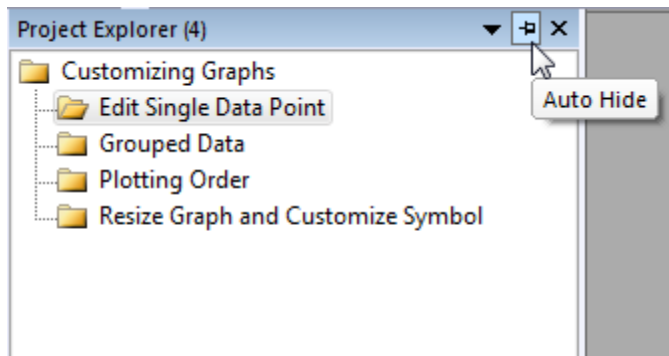 Project Explorer (4)
Customizing Graphs
Edit Single Data Point
Auto Hide
Grouped Data
Plotting Order
Resize Graph and Customize Symbol